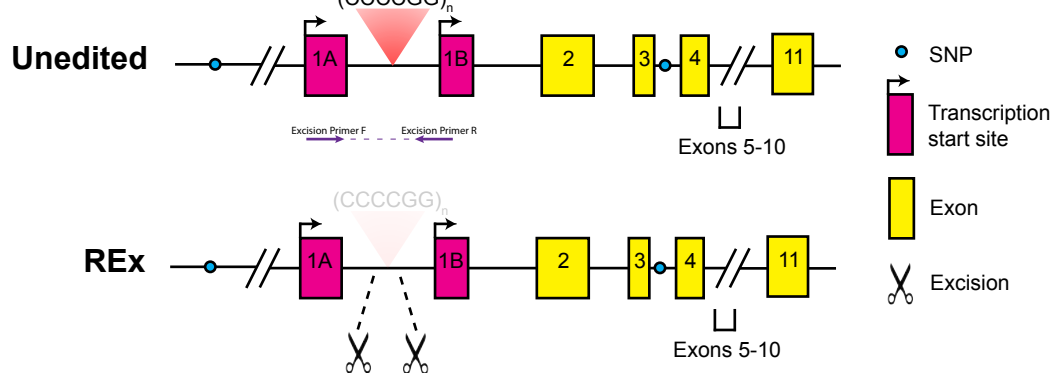 (CCCCGG)n
Unedited
1A
1B
2
3
4
11
Excision Primer F
Excision Primer R
Exons 5-10
SNP
Transcription
start site
Exon
Excision
(CCCCGG)n
REx
1A
1B
2
3
4
11
Exons 5-10